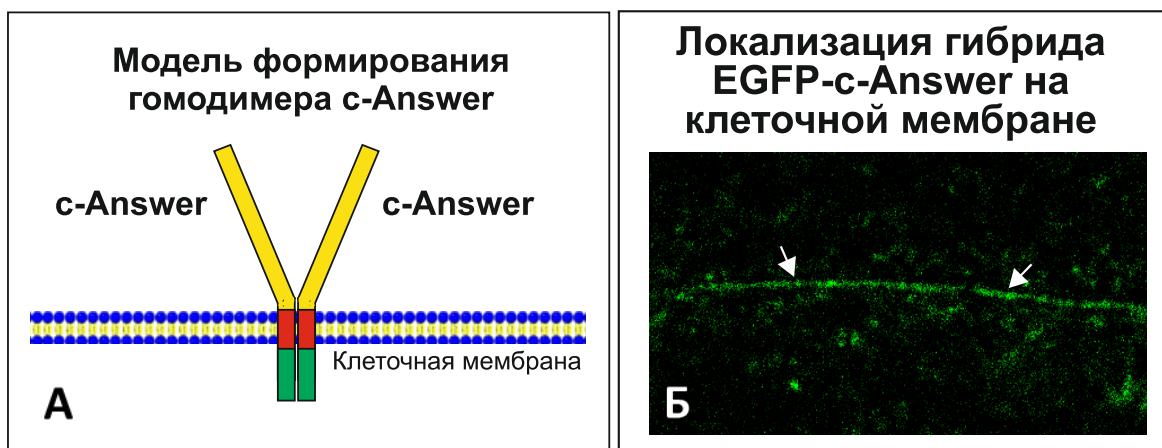 Модель формирования
гомодимера c-Answer
c-Answer
c-Answer
Клеточная мембрана
А
Локализация гибрида
EGFP-c-Answer на
клеточной мембране
Б